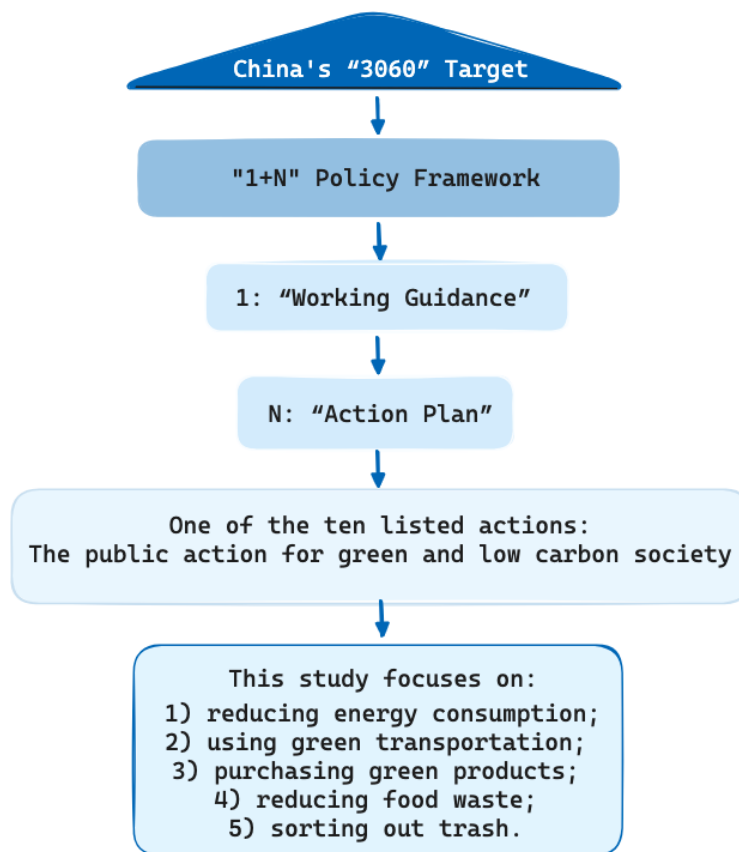 China's “3060” Target
"1+N" Policy Framework
1: “Working Guidance”
N: “Action Plan”
One of the ten listed actions:
The public action for green and low carbon society
This study focuses on:
1) reducing energy consumption;
2) using green transportation;
3) purchasing green products;
4) reducing food waste;
5) sorting out trash.